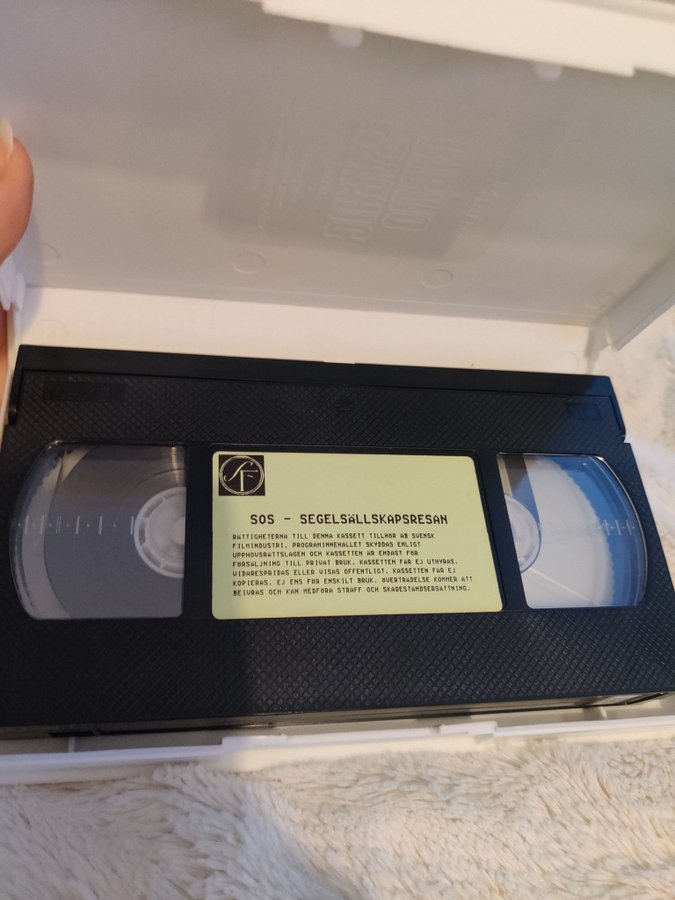 SF
SOS - SEGELSÄLLSKAPSRESAN
RÄTTIGHETERNA TILL DENNA KASSETT TILLHÖR AB SVENSK
FILMINDUSTRI. PROGRAMINNEHÅLLET SKYDDAS ENLIGT
UPPHOVSRÄTTSLAGEN OCH KASSETTEN ÄR ENDAST FÖR
FÖRSÄLJNING TILL PRIVAT BRUK. KASSETTEN FÅR EJ UTHYRAS,
VIDARESPRIDAS ELLER VISAS OFFENTLIGT. KASSETTEN FÅR EJ
KOPIERAS, EJ ENS FÖR ENSKILT BRUK. ÖVERTRÄDELSE KOMMER ATT
BEIVRAS OCH KAN MEDFÖRA STRAFF OCH SKADESTÅNDSERSÄTTNING.